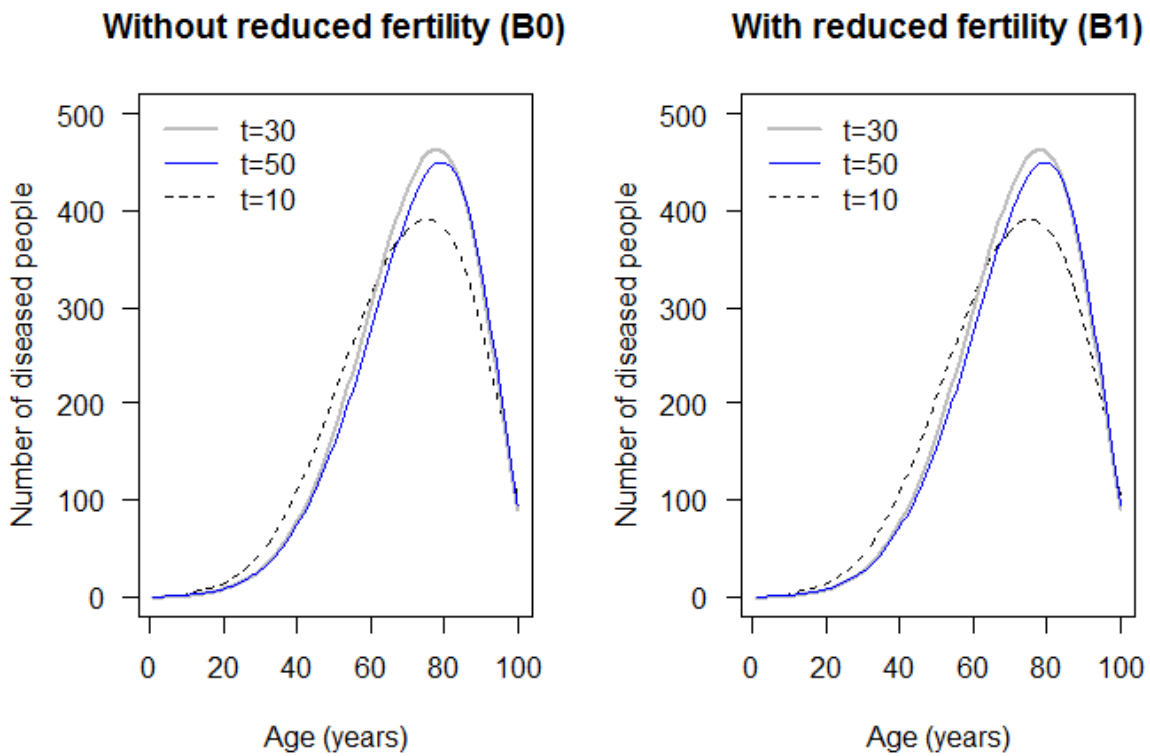 Without reduced fertility (B0)
Number of diseased people
500
400
300
200
100
0
t=30
t=50
t=10
0 20 40 60 80 100
Age (years)
With reduced fertility (B1)
Number of diseased people
500
400
300
200
100
0
t=30
t=50
t=10
0 20 40 60 80 100
Age (years)